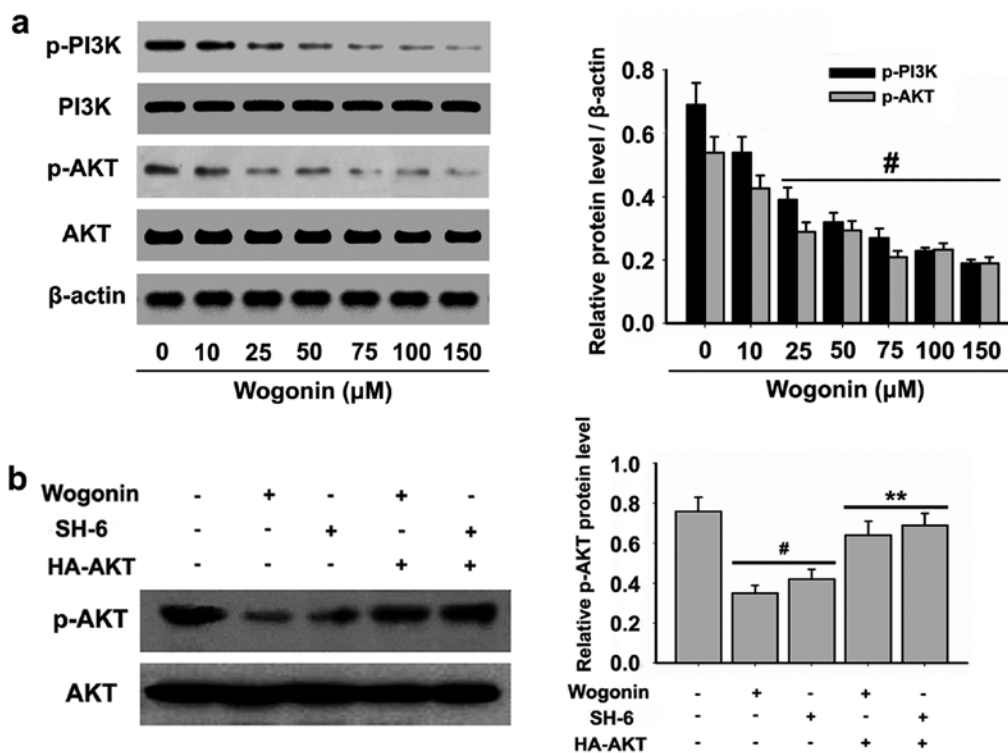 a
p-PI3K
PI3K
p-AKT
AKT
β-actin
0 10 25 50 75 100 150
Wogonin (μM)
Relative protein level / β-actin
0.8
0.6
0.4
0.2
0.0
p-PI3K
p-AKT
#
0 10 25 50 75 100 150
Wogonin (μM)
b
Wogonin - + - + -
SH-6 - - + - +
HA-AKT - - - + +
p-AKT
AKT
Relative p-AKT protein level
1.0
0.8
0.6
0.4
0.8
0.0
#
**
Wogonin - + - + -
SH-6 - - + - +
HA-AKT - - - + +